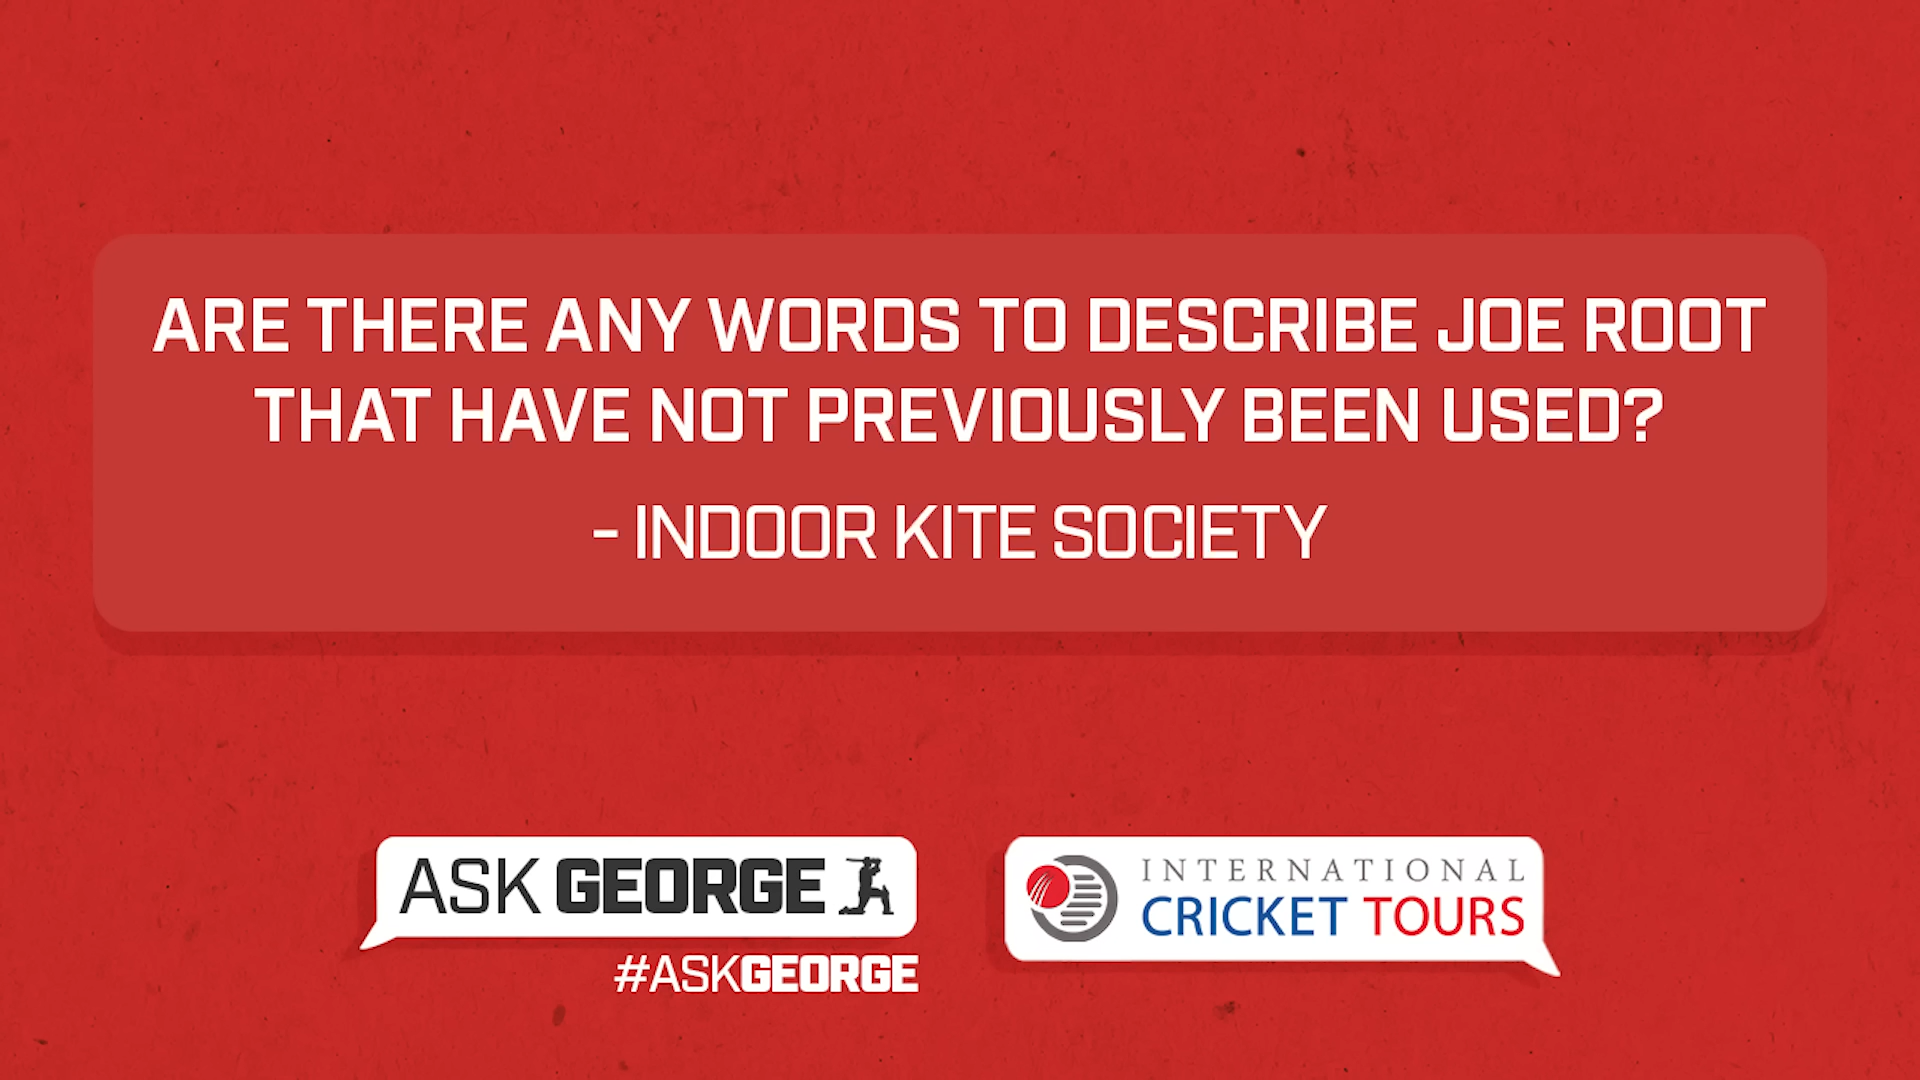 ARE THERE ANY WORDS TO DESCRIBE JOE ROOT
THAT HAVE NOT PREVIOUSLY BEEN USED?
- INDOOR KITE SOCIETY
ASK GEORGE
#ASKGEORGE
INTERNATIONAL
CRICKET TOURS